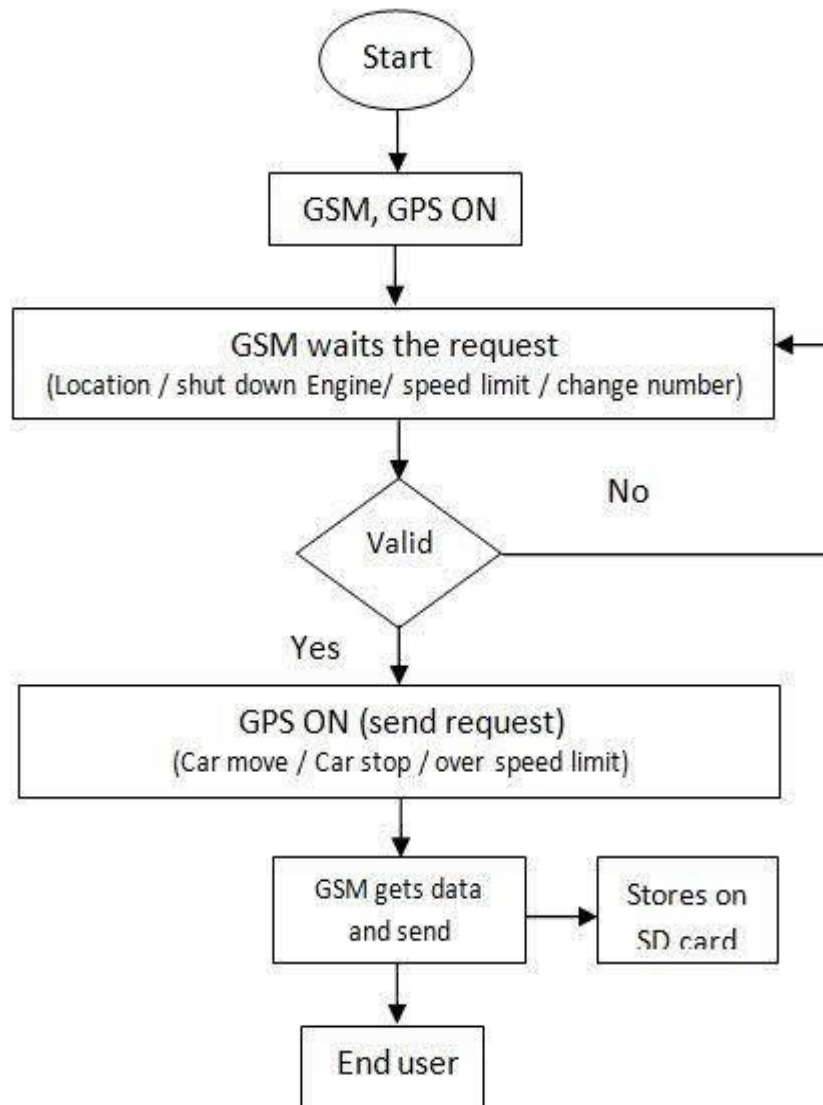 Start
GSM, GPS ON
GSM waits the request
(Location / shut down Engine/ speed limit / change number)
No
Valid
Yes
GPS ON (send request)
(Car move / Car stop / over speed limit)
GSM gets data
and send
Stores on
SD card
End user